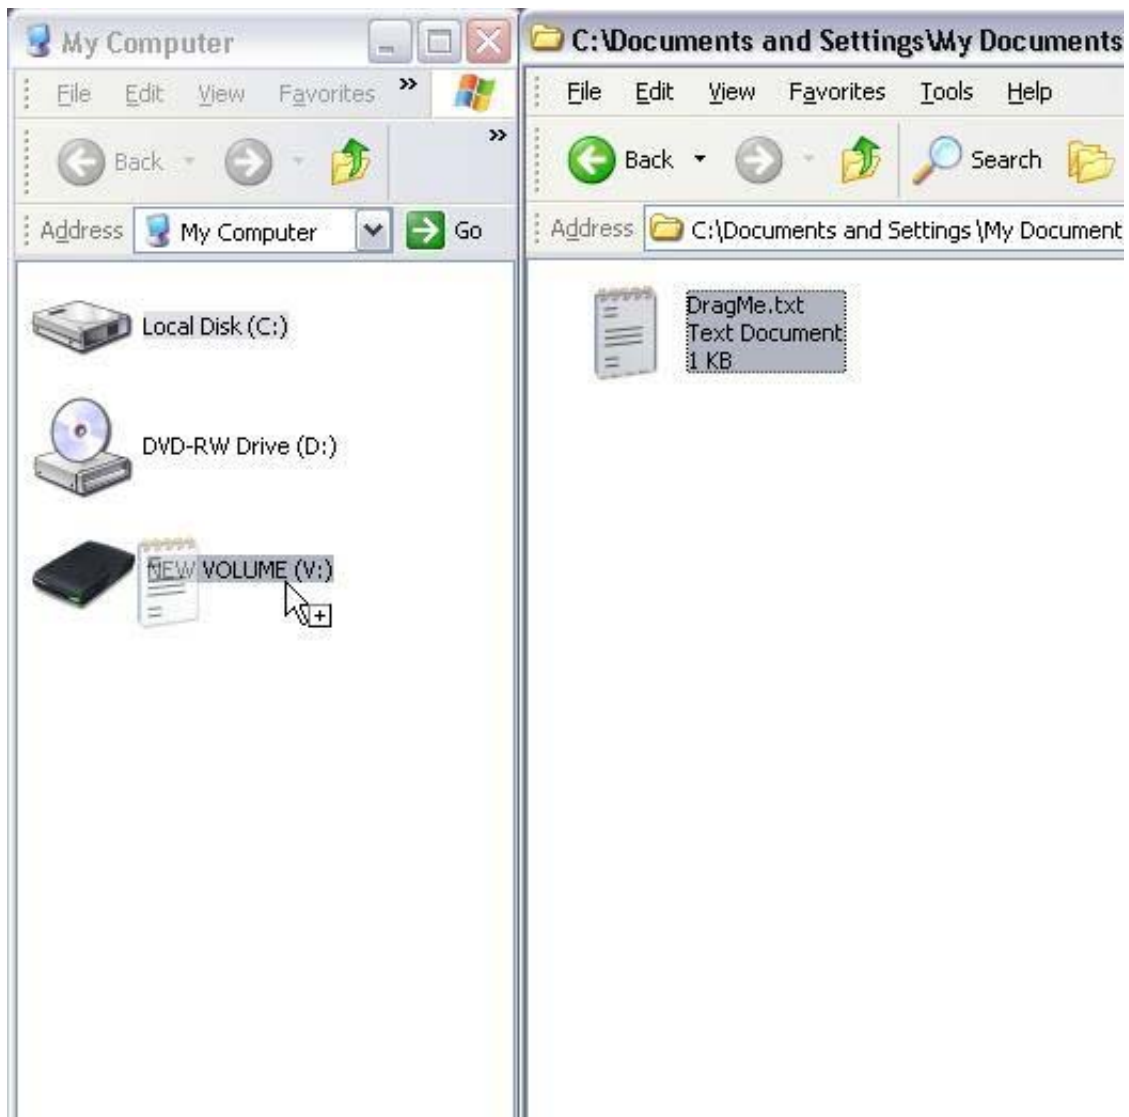 My Computer
File Edit View Favorites »
Back »
Address My Computer Go
Local Disk (C:)
DVD-RW Drive (D:)
NEW VOLUME (V:)
C:\Documents and Settings\My Documents
File Edit View Favorites Tools Help
Back Search
Address C:\Documents and Settings \My Document
DragMe.txt
Text Document
1 KB